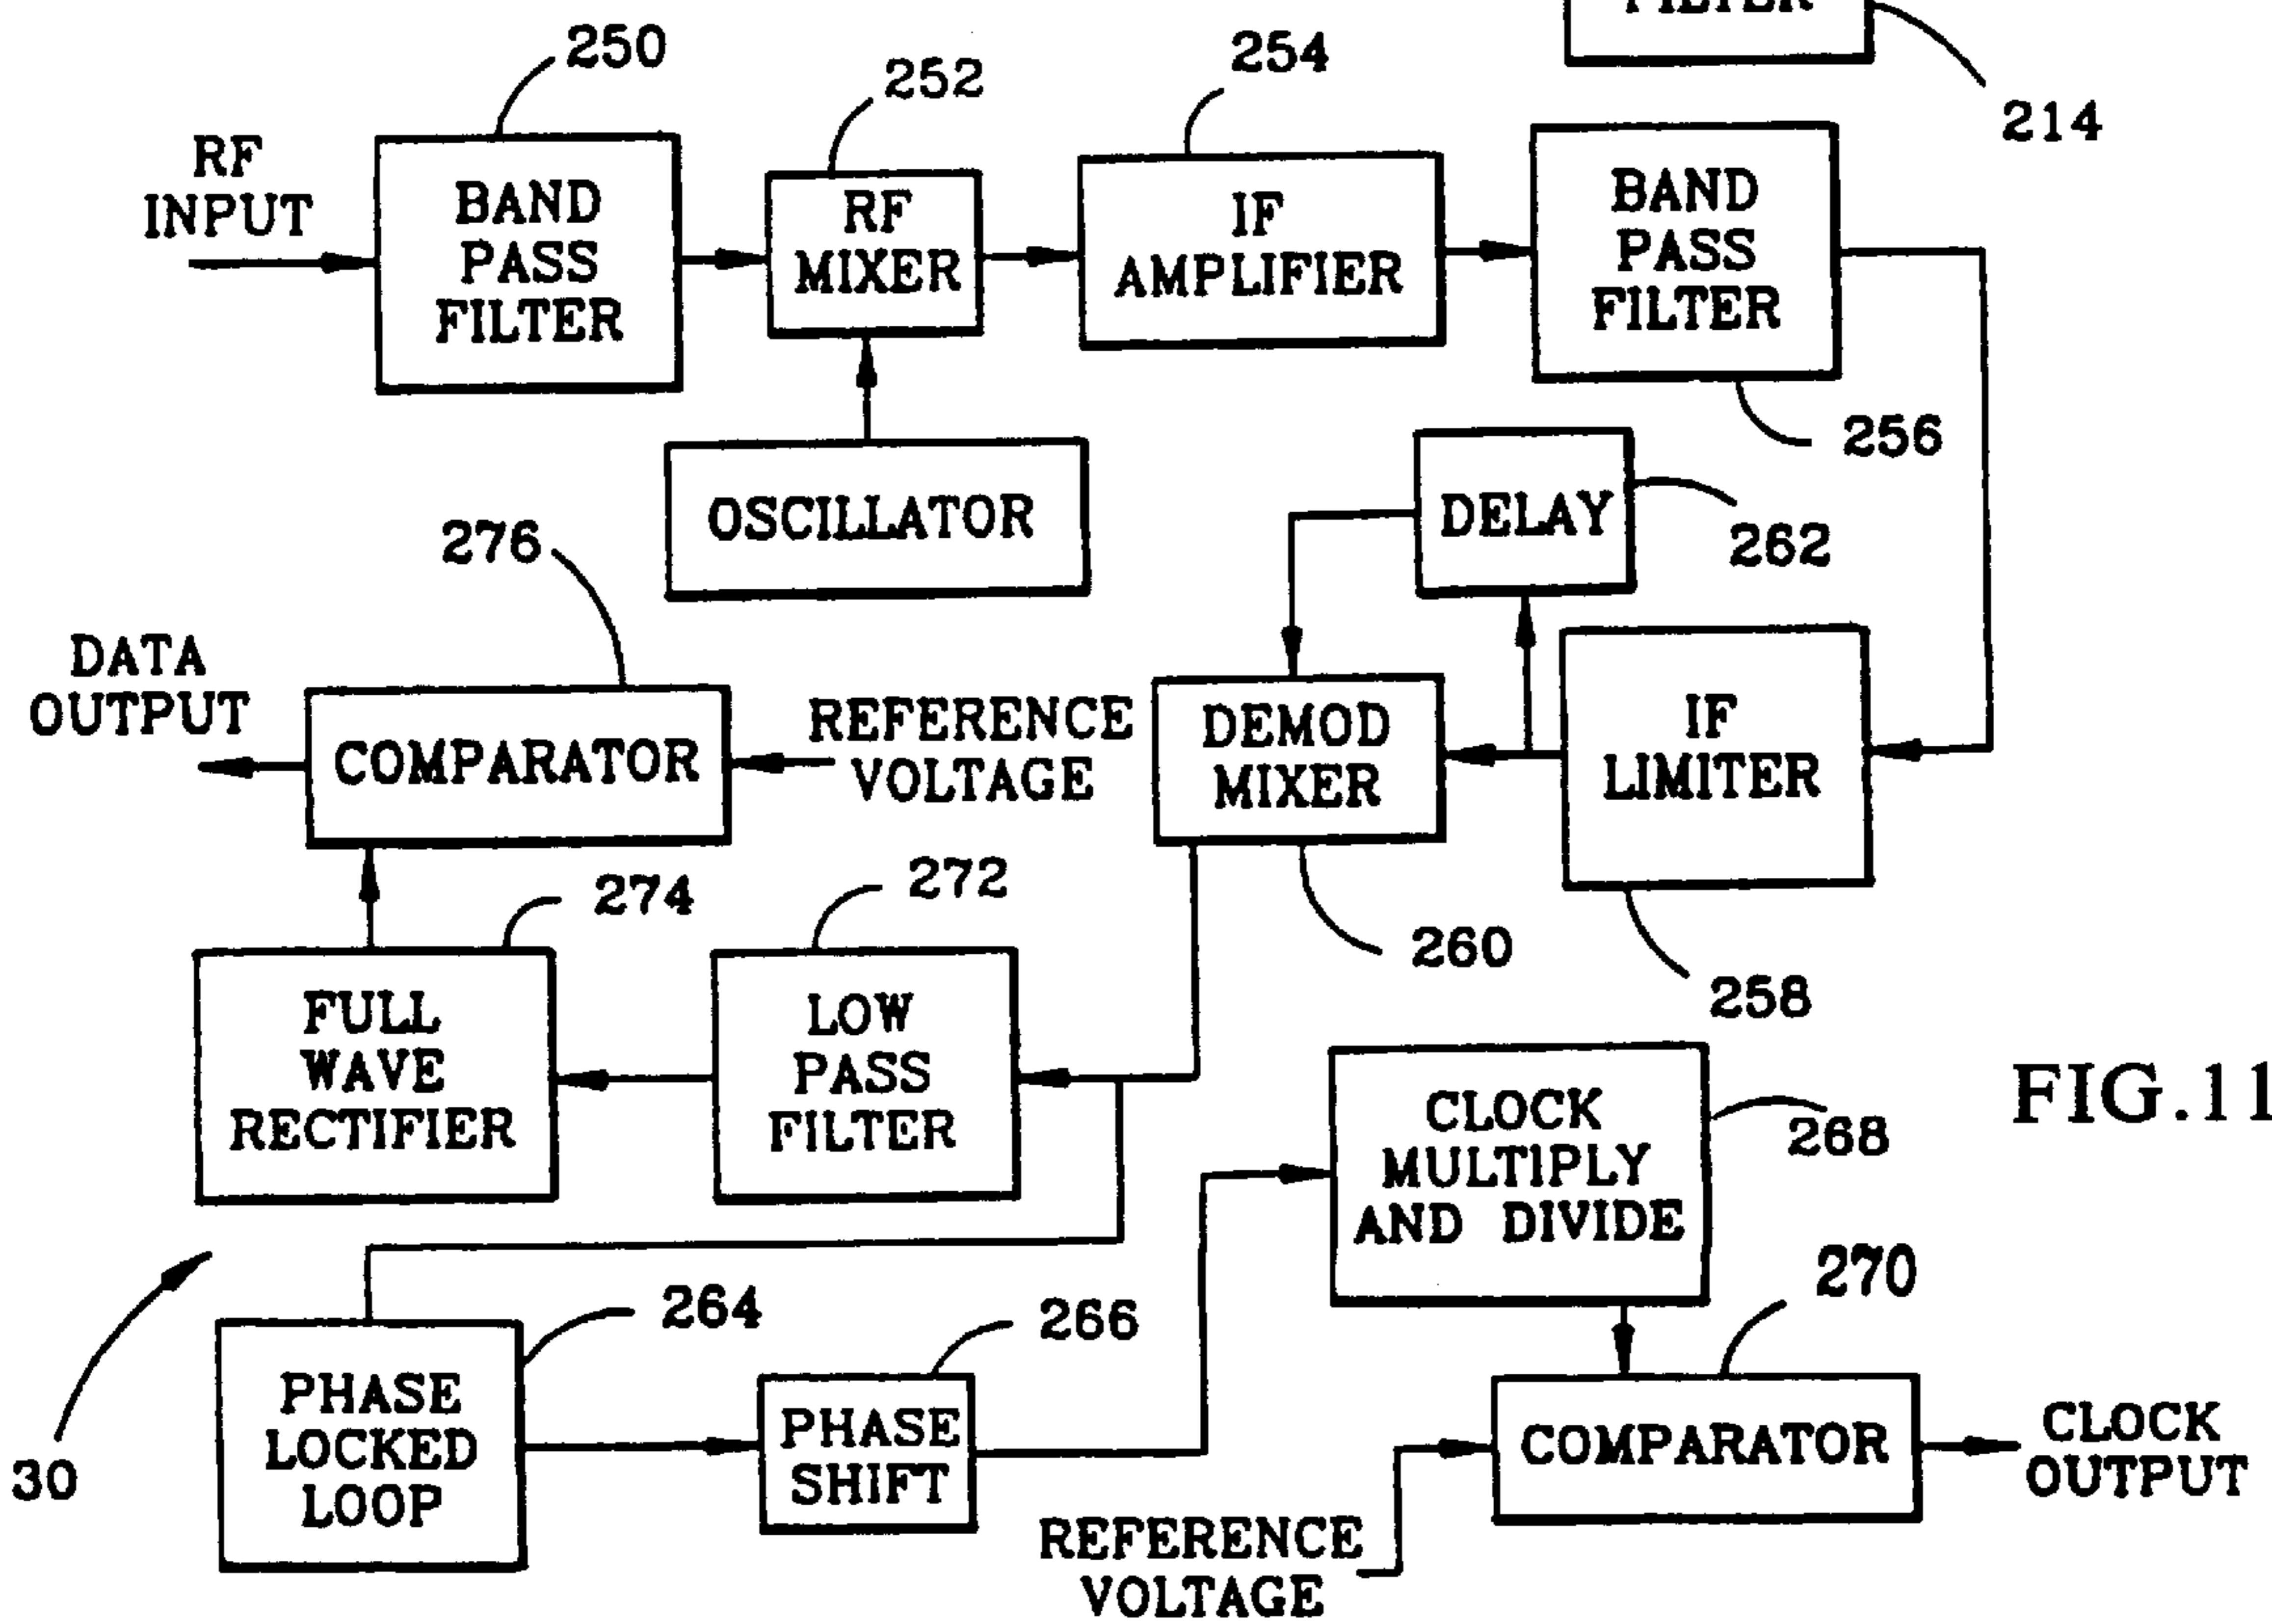 FILTER
214
250
252
254
RF
INPUT
BAND
PASS
FILTER
RF
MIXER
IF
AMPLIFIER
BAND
PASS
FILTER
256
OSCILLATOR
DELAY
262
276
DATA
OUTPUT
COMPARATOR
REFERENCE
VOLTAGE
DEMOD
MIXER
IF
LIMITER
274
272
260
258
FULL
WAVE
RECTIFIER
LOW
PASS
FILTER
CLOCK
MULTIPLY
AND DIVIDE
268
FIG.11
30
264
266
270
PHASE
LOCKED
LOOP
PHASE
SHIFT
COMPARATOR
CLOCK
OUTPUT
REFERENCE
VOLTAGE